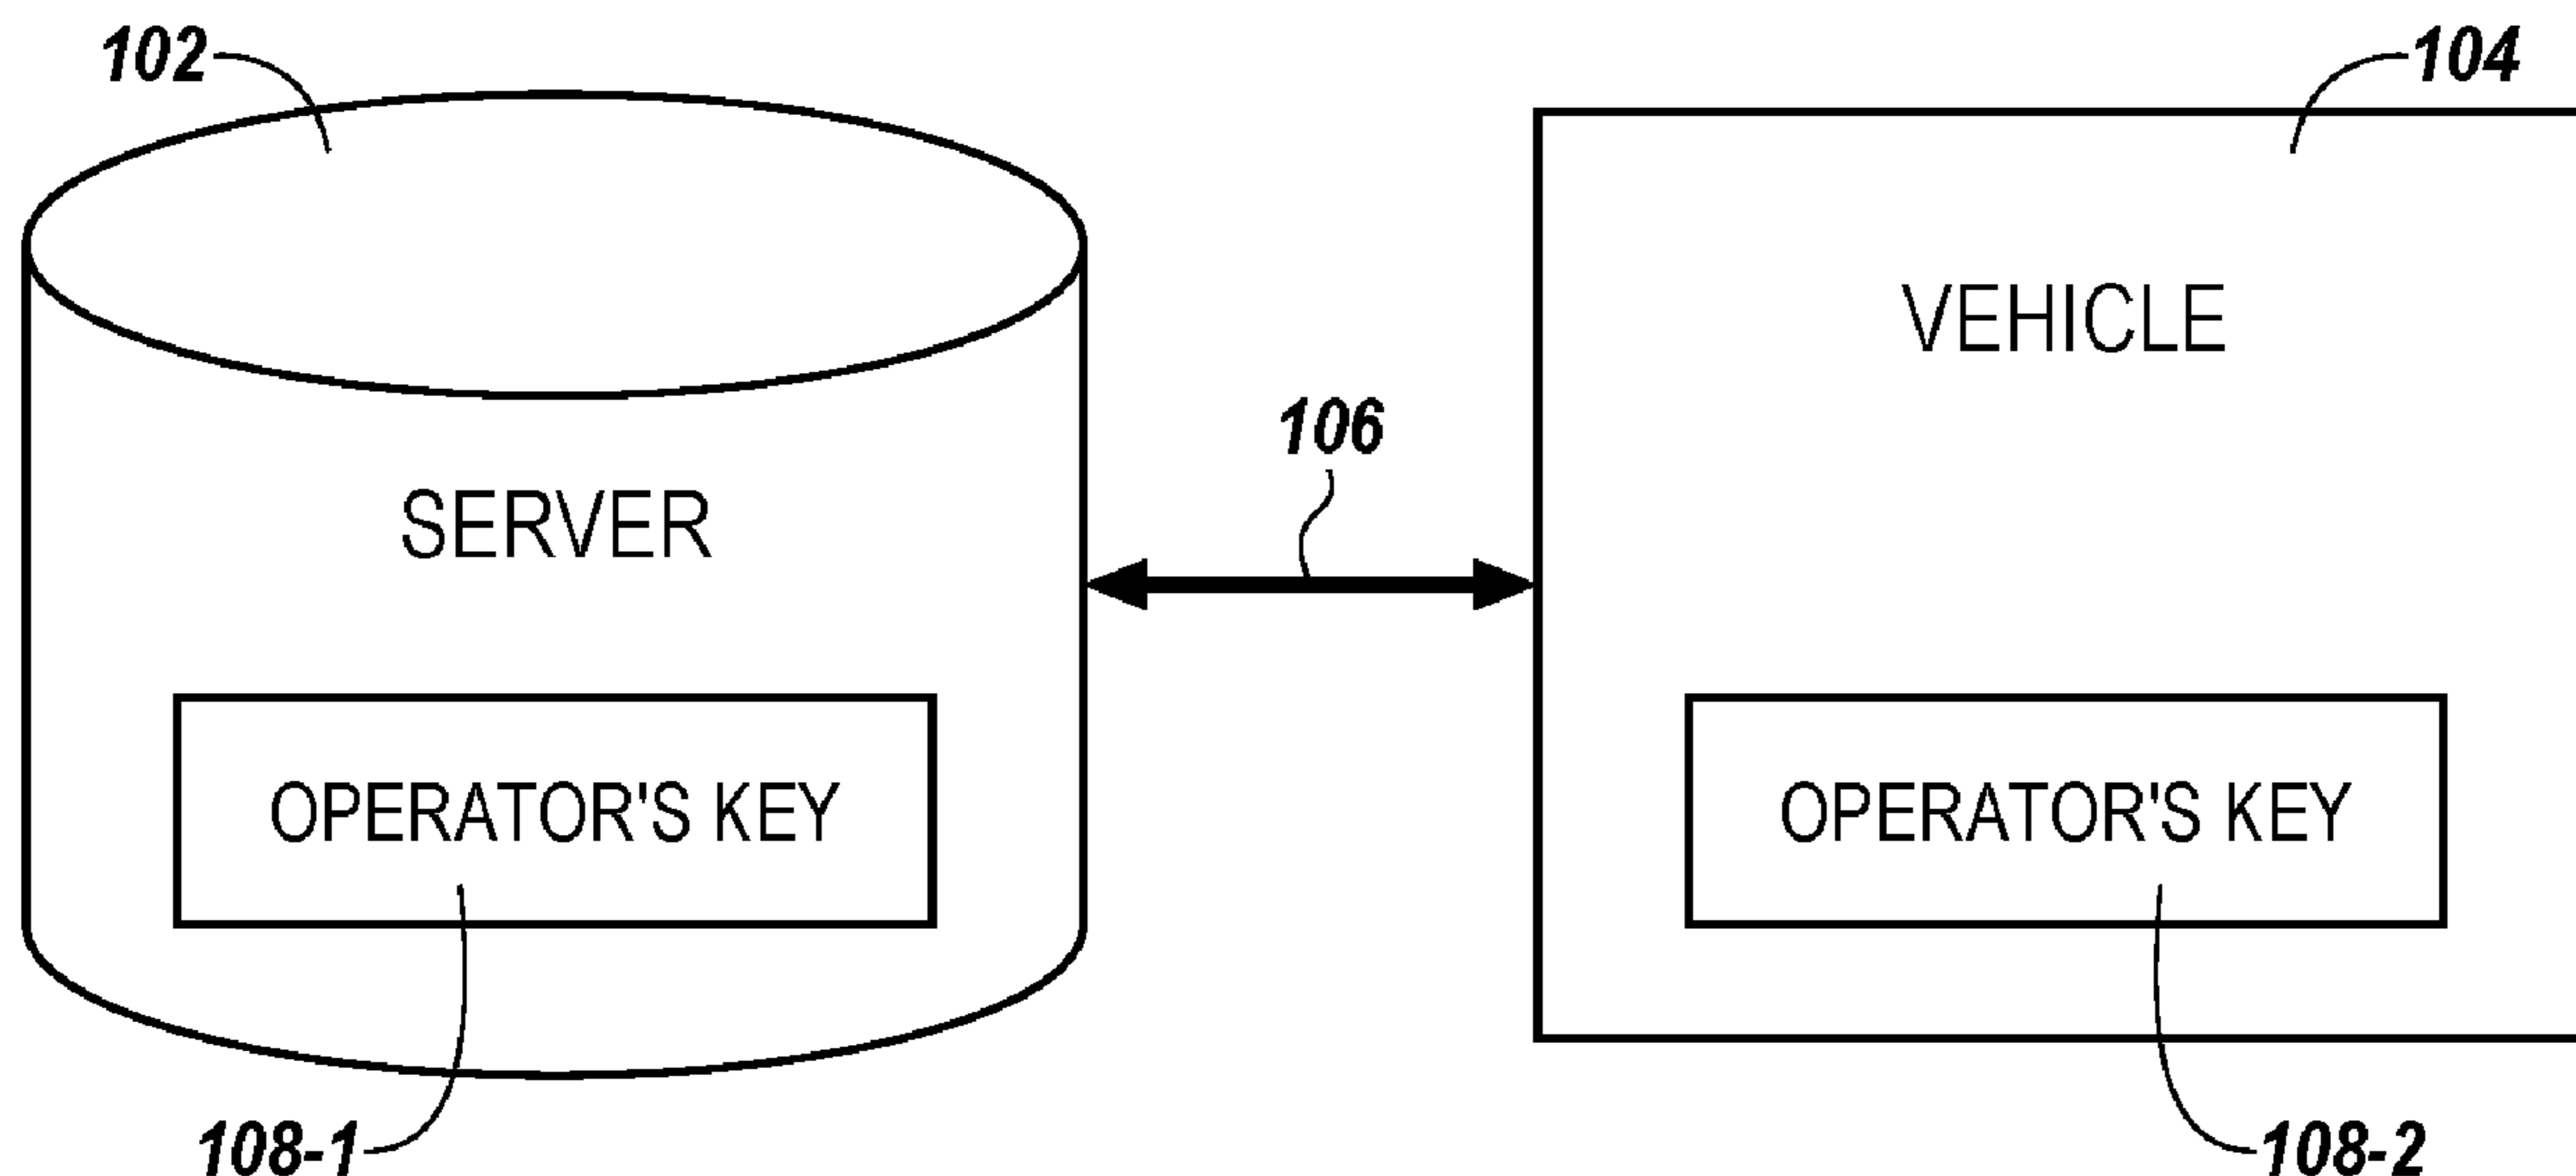 102
104
VEHICLE
106
SERVER
OPERATOR'S KEY
OPERATOR'S KEY
108-1
108-2